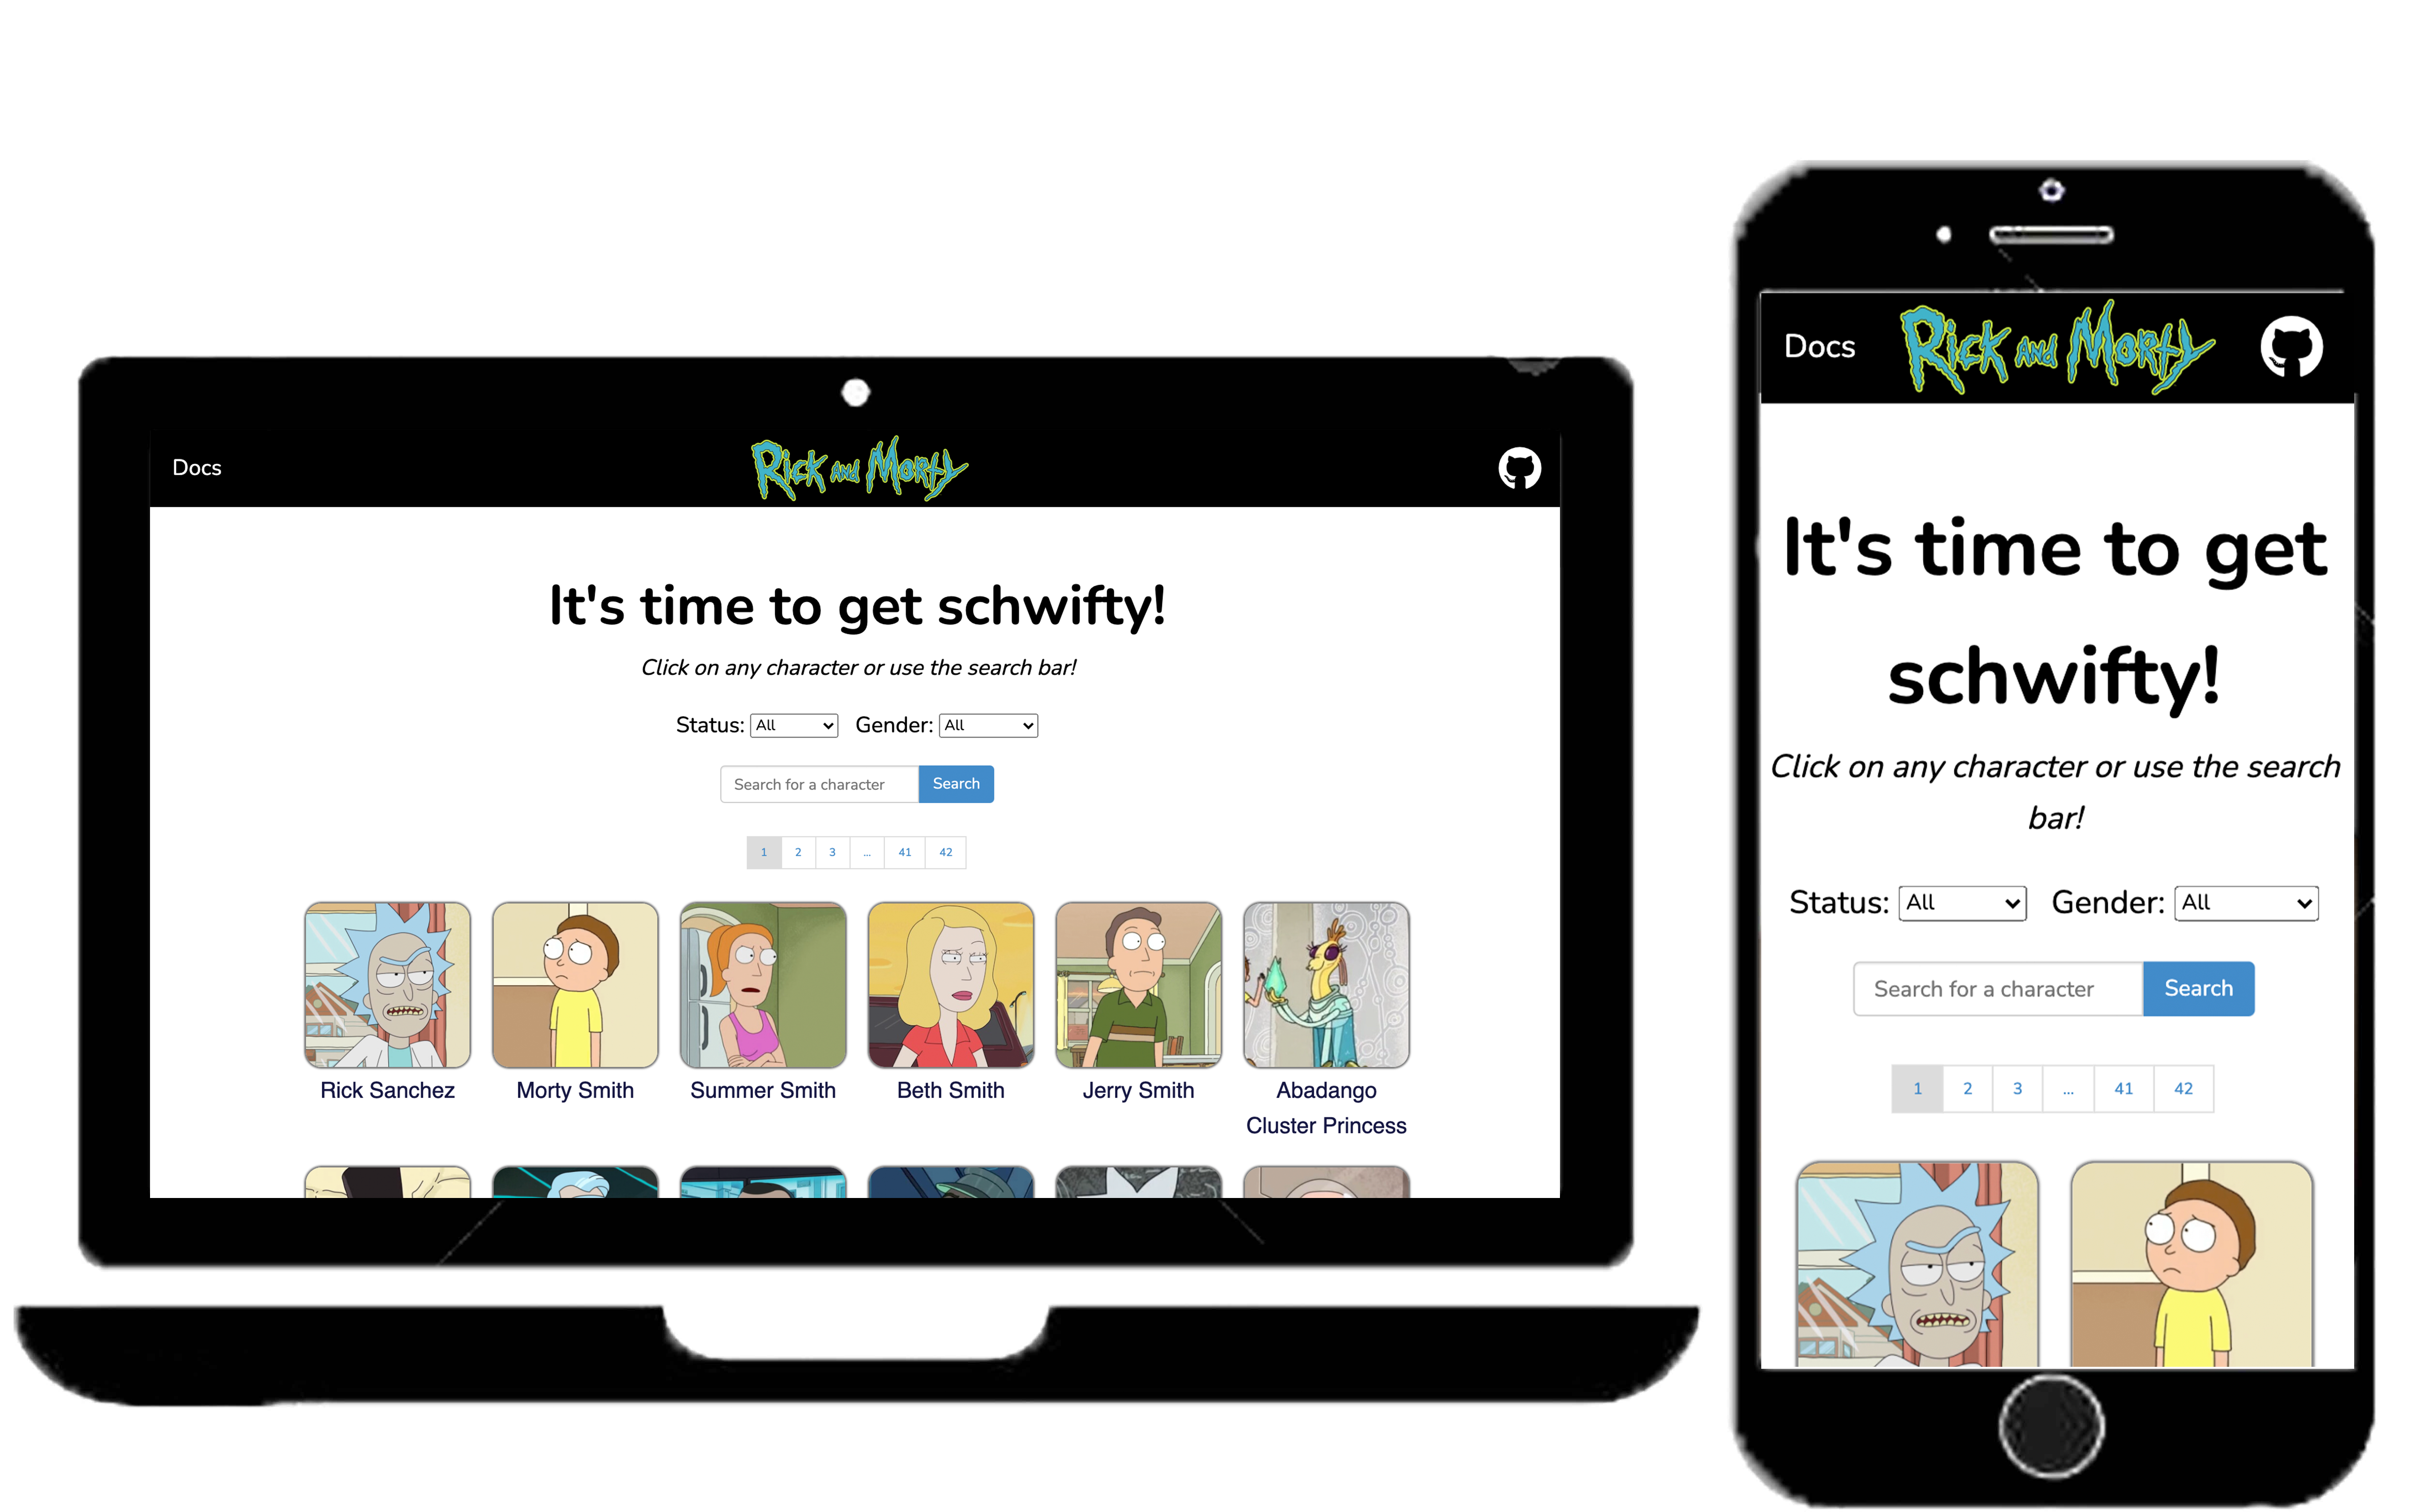 Docs
Rick and Morty
It's time to get schwifty!
Click on any character or use the search bar!
Status: All Gender: All
Search for a character Search
1 2 3 ... 41 42
Rick Sanchez Morty Smith Summer Smith Beth Smith Jerry Smith Abadango
Cluster Princess
Docs
Rick and Morty
It's time to get
schwifty!
Click on any character or use the search
bar!
Status: All Gender: All
Search for a character Search
1 2 3 ... 41 42